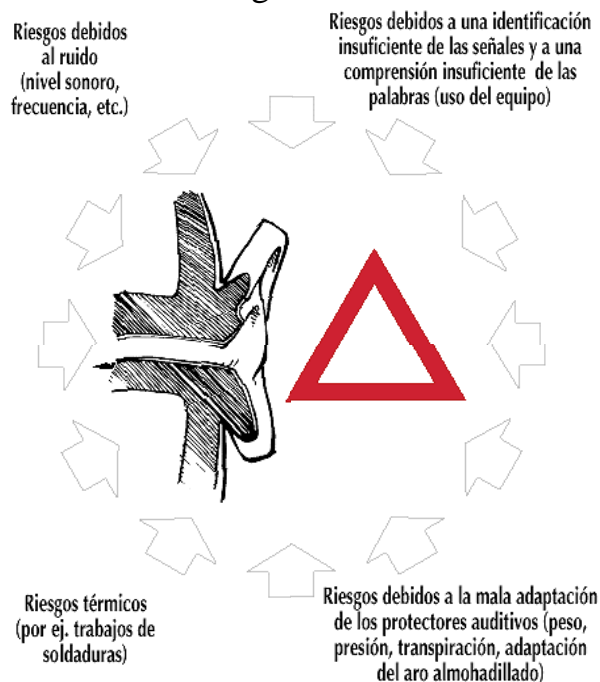 Riesgos debidos
al ruido
(nivel sonoro,
frecuencia, etc.)
Riesgos debidos a una identificación
insuficiente de las señales y a una
comprensión insuficiente de las
palabras (uso del equipo)
Riesgos térmicos
(por ej. trabajos de
soldaduras)
Riesgos debidos a la mala adaptación
de los protectores auditivos (peso,
presión, transpiración, adaptación
del aro almohadillado)